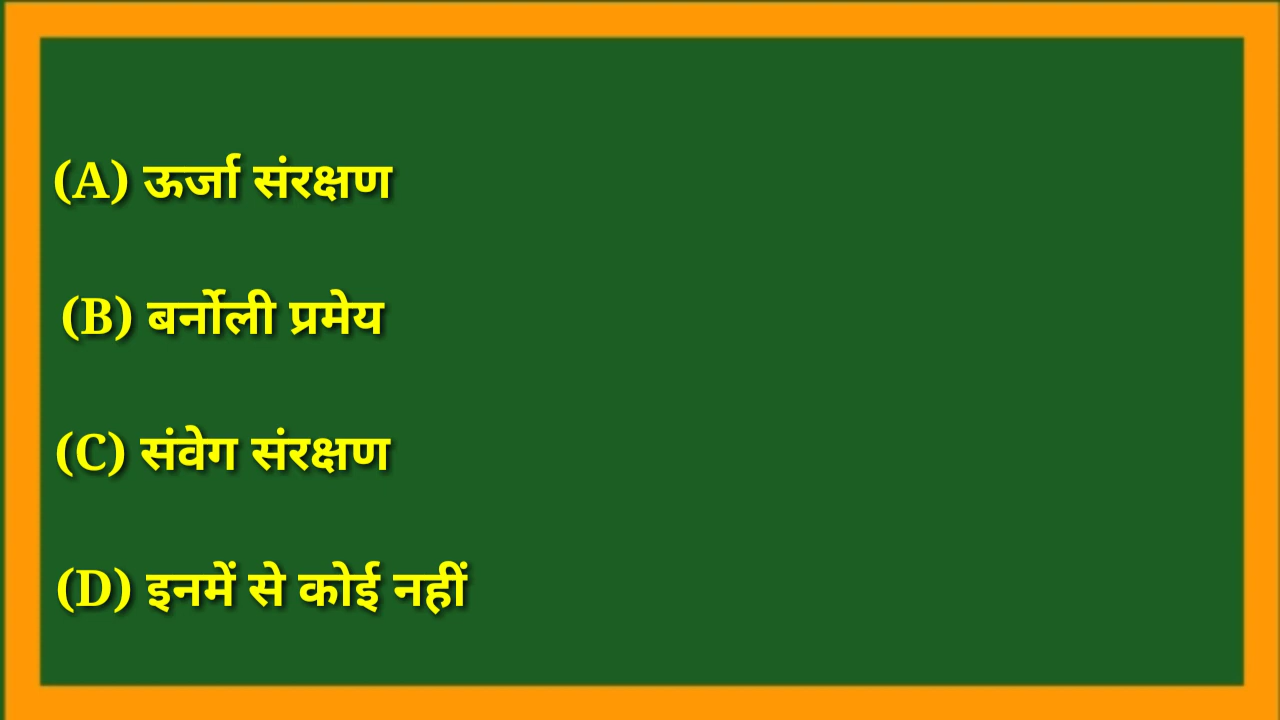 (A) ऊर्जा संरक्षण
(B) बर्नोली प्रमेय
(C) संवेग संरक्षण
(D) इनमें से कोई नहीं